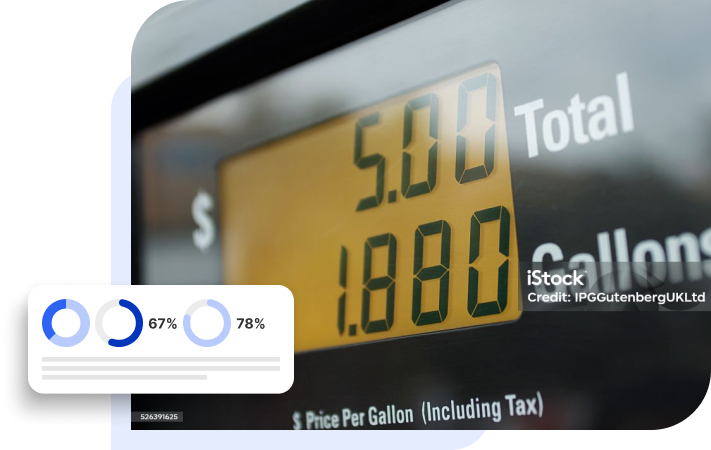 5.00 Total
$
1.880 Gallons
iStock
Credit: IPGGutenbergUKLtd
67% 78%
526391625
$ Price Per Gallon (Including Tax)